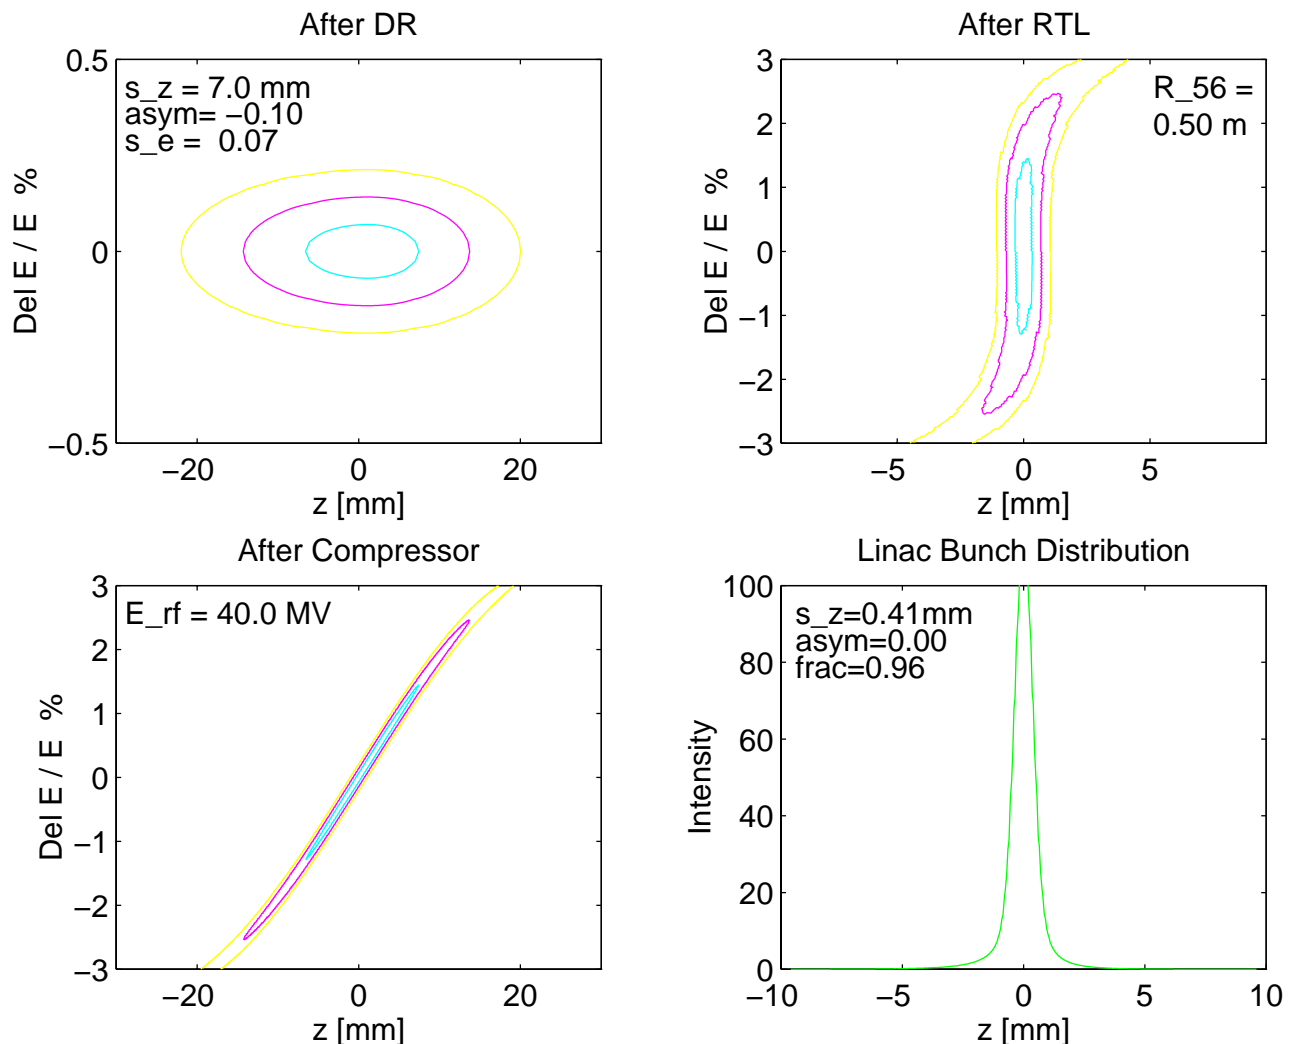 After DR
0.5
s_z = 7.0 mm
asym= −0.10
s_e =  0.07
Del E / E  %
0
−0.5
−20 0 20
z [mm]
After RTL
3
R_56 =
0.50 m
2
1
Del E / E  %
0
−1
−2
−3
−5 0 5
z [mm]
After Compressor
3
E_rf = 40.0 MV
2
1
Del E / E  %
0
−1
−2
−3
−20 0 20
z [mm]
Linac Bunch Distribution
100
s_z=0.41mm
asym=0.00
frac=0.96
80
60
Intensity
40
20
0
−10 −5 0 5 10
z [mm]